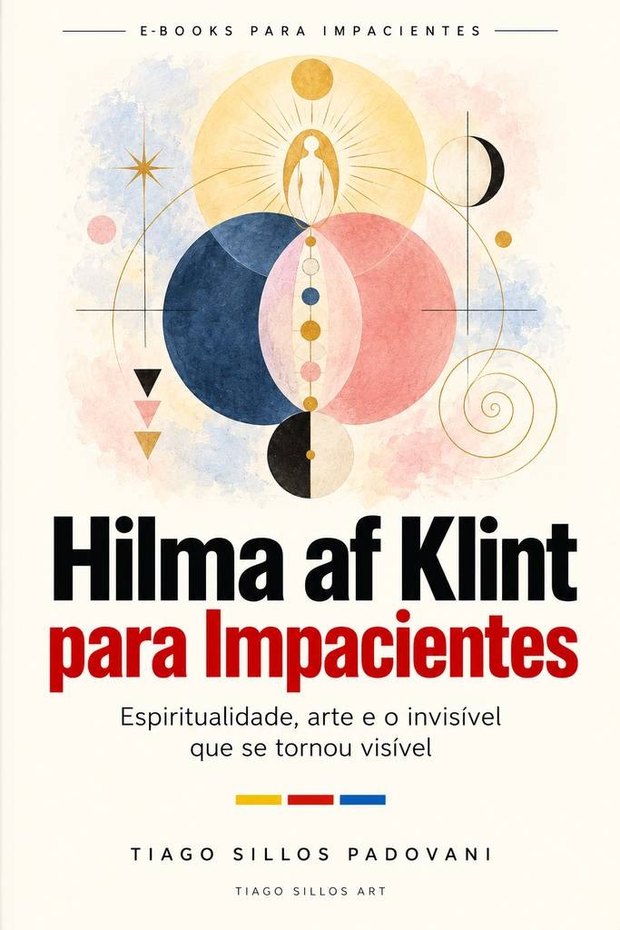 E-BOOKS PARA IMPACIENTES
Hilma af Klint
para Impacientes
Espiritualidade, arte e o invisível
que se tornou visível
TIAGO SILLOS PADOVANI
TIAGO SILLOS ART